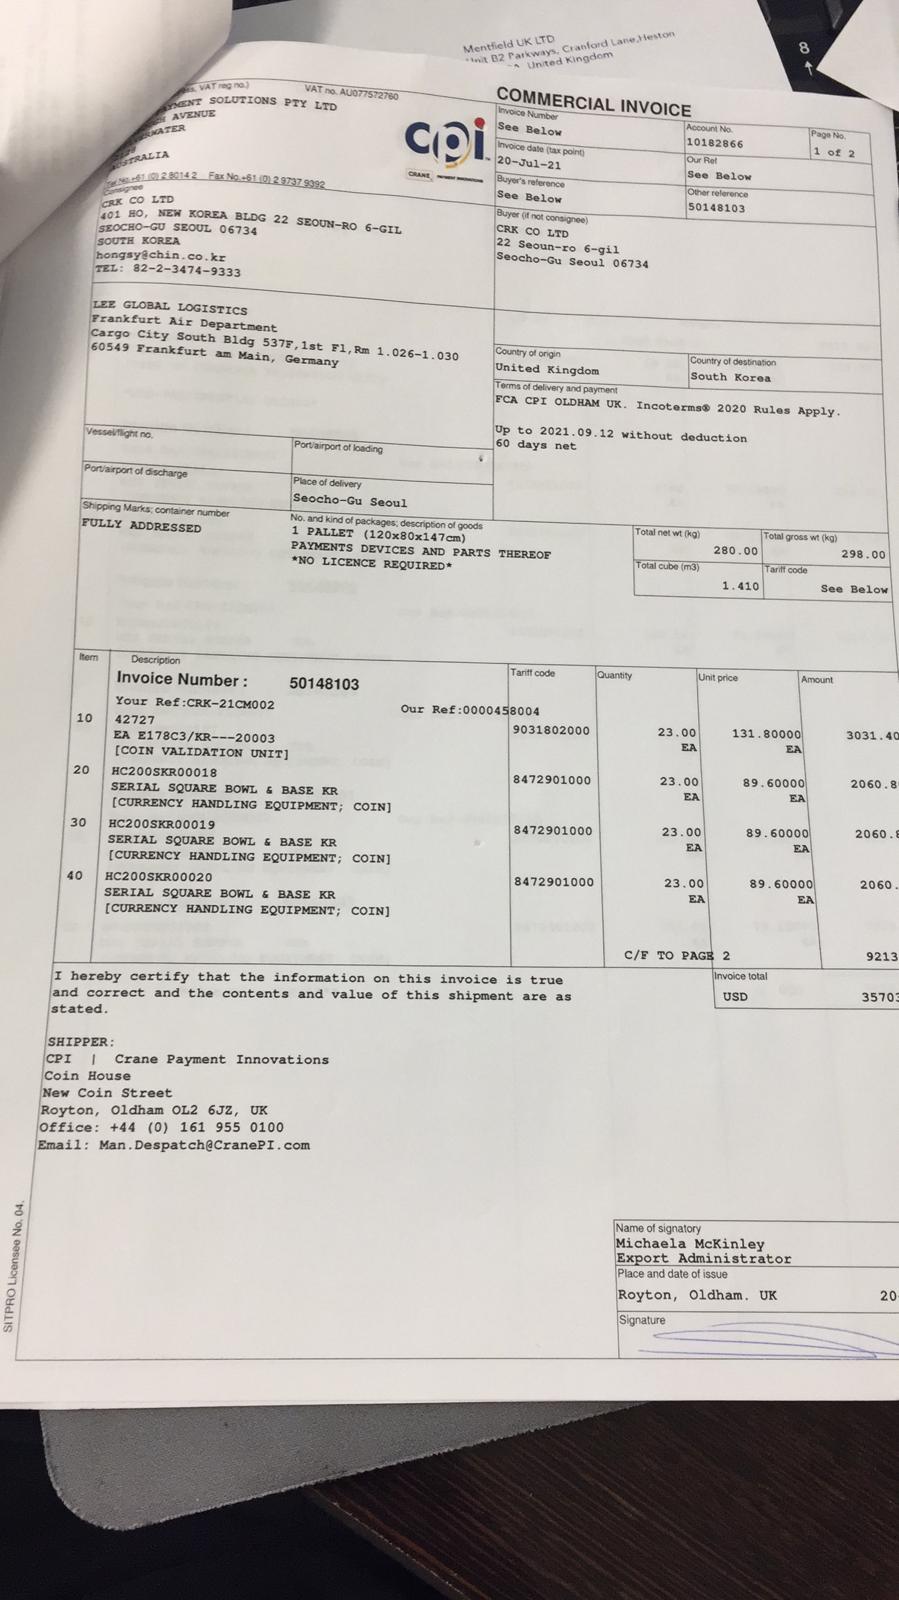 Mentfield UK LTD
Unit B2 Parkways, Cranford Lane, Heston
United Kingdom
8
VAT reg no.)
VAT no. AU077572760
PAYMENT SOLUTIONS PTY LTD
AVENUE
AUSTRALIA
Tel No.+61 (0) 2 8014 2 Fax No.+61 (0) 2 9737 9392
cpi
CRANE PAYMENT INNOVATIONS
COMMERCIAL INVOICE
Invoice Number
See Below
Account No.
10182866
Page No.
1 of 2
Invoice date (tax point)
20-Jul-21
Our Ref
See Below
Buyer's reference
See Below
Other reference
50148103
Consignee
CRK CO LTD
401 HO, NEW KOREA BLDG 22 SEOUN-RO 6-GIL
SEOCHO-GU SEOUL 06734
SOUTH KOREA
hongsy@chin.co.kr
TEL: 82-2-3474-9333
Buyer (if not consignee)
CRK CO LTD
22 Seoun-ro 6-gil
Seocho-Gu Seoul 06734
LEE GLOBAL LOGISTICS
Frankfurt Air Department
Cargo City South Bldg 537F,1st Fl,Rm 1.026-1.030
60549 Frankfurt am Main, Germany
Country of origin
United Kingdom
Country of destination
South Korea
Terms of delivery and payment
FCA CPI OLDHAM UK. Incoterms® 2020 Rules Apply.
Up to 2021.09.12 without deduction
60 days net
Vessel/flight no.
Port/airport of loading
Port/airport of discharge
Place of delivery
Seocho-Gu Seoul
Shipping Marks; container number
FULLY ADDRESSED
No. and kind of packages; description of goods
1 PALLET (120x80x147cm)
PAYMENTS DEVICES AND PARTS THEREOF
*NO LICENCE REQUIRED*
Total net wt (kg)
280.00
Total gross wt (kg)
298.00
Total cube (m3)
1.410
Tariff code
See Below
Item Description Tariff code Quantity Unit price Amount
Invoice Number : 50148103
Your Ref:CRK-21CM002 Our Ref:0000458004
10 42727 9031802000 23.00 131.80000 3031.40
EA E178C3/KR---20003 EA EA
[COIN VALIDATION UNIT]
20 HC200SKR00018 8472901000 23.00 89.60000 2060.8
SERIAL SQUARE BOWL & BASE KR EA EA
[CURRENCY HANDLING EQUIPMENT; COIN]
30 HC200SKR00019 8472901000 23.00 89.60000 2060.8
SERIAL SQUARE BOWL & BASE KR EA EA
[CURRENCY HANDLING EQUIPMENT; COIN]
40 HC200SKR00020 8472901000 23.00 89.60000 2060.
SERIAL SQUARE BOWL & BASE KR EA EA
[CURRENCY HANDLING EQUIPMENT; COIN]
C/F TO PAGE 2 9213
Invoice total
USD 35703
I hereby certify that the information on this invoice is true
and correct and the contents and value of this shipment are as
stated.
SHIPPER:
CPI | Crane Payment Innovations
Coin House
New Coin Street
Royton, Oldham OL2 6JZ, UK
Office: +44 (0) 161 955 0100
Email: Man.Despatch@CranePI.com
SITPRO Licensee No. 04.
Name of signatory
Michaela McKinley
Export Administrator
Place and date of issue
Royton, Oldham. UK 20
Signature